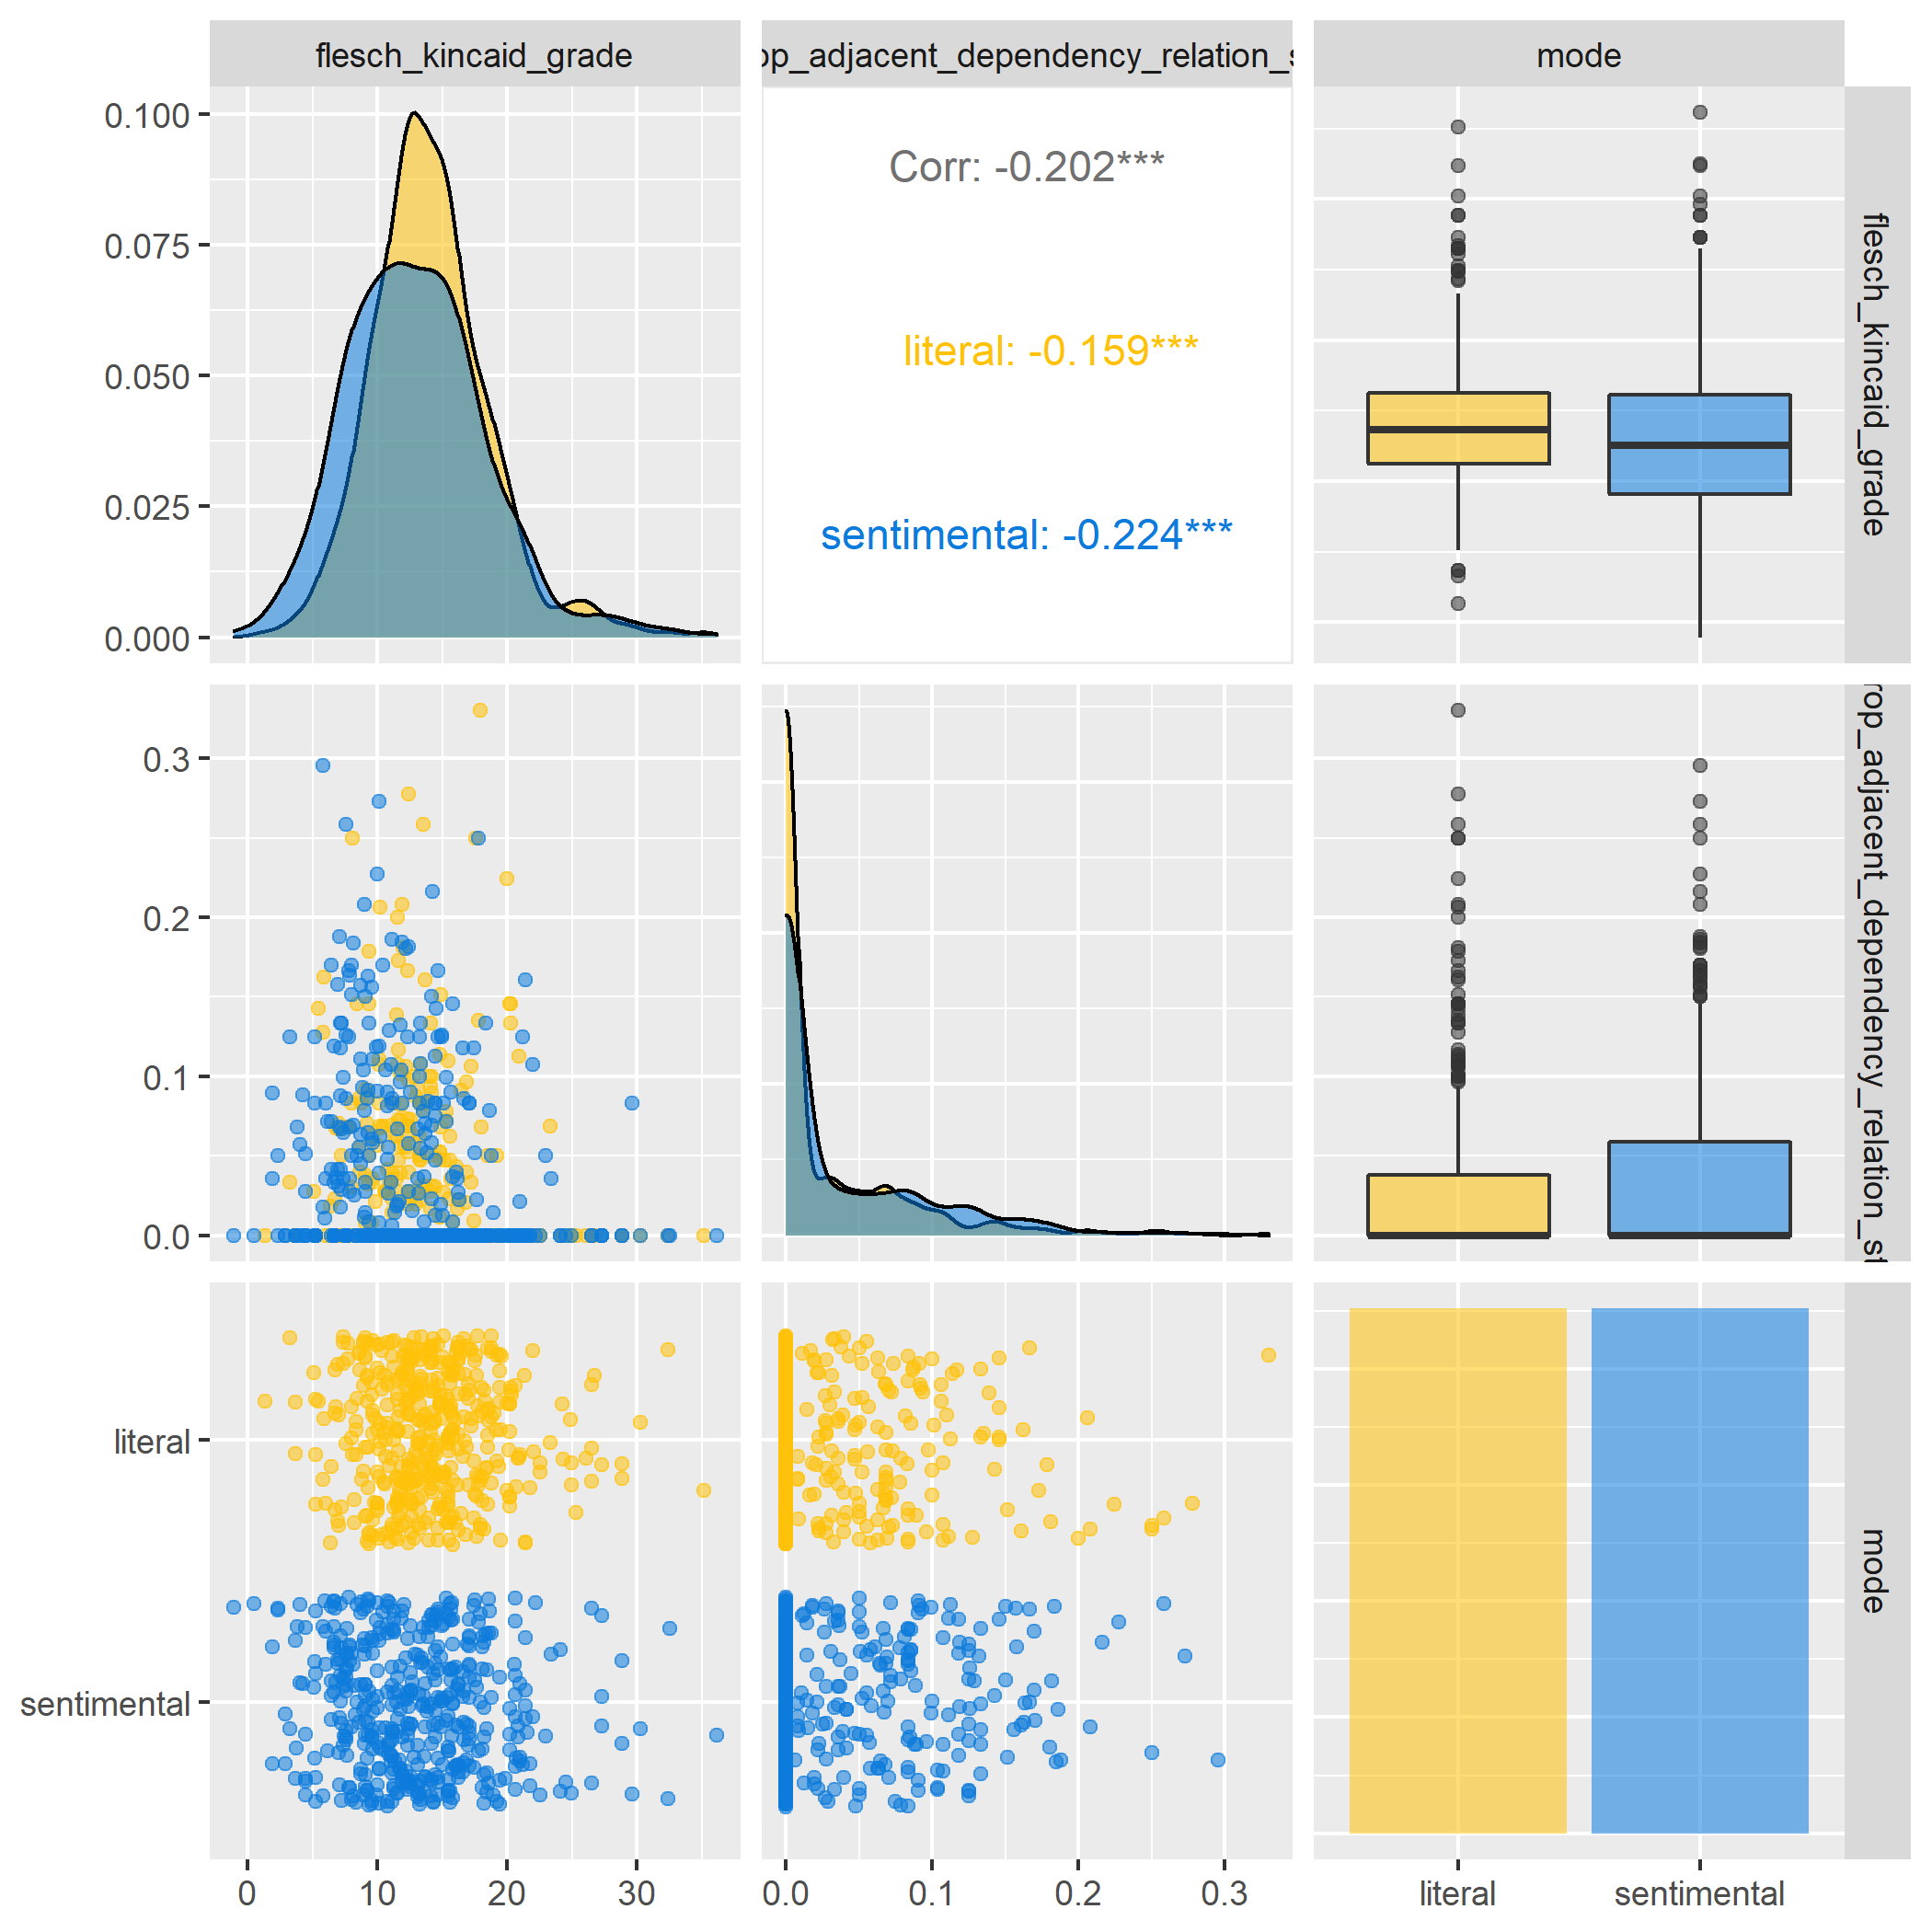 flesch_kincaid_grade
op_adjacent_dependency_relation_s
mode
0.100
0.075
0.050
0.025
0.000
Corr: -0.202***
literal: -0.159***
sentimental: -0.224***
flesch_kincaid_grade
0.3
0.2
0.1
0.0
rop_adjacent_dependency_relation_st
literal
sentimental
mode
0 10 20 30
0.0 0.1 0.2 0.3
literal sentimental